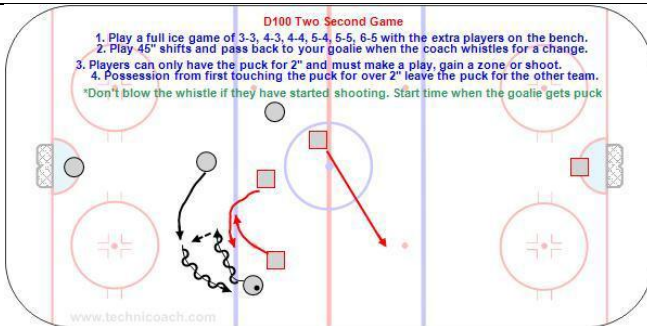 D100 Two Second Game
1. Play a full ice game of 3-3, 4-3, 4-4, 5-4, 5-5, 6-5 with the extra players on the bench.
2. Play 45" shifts and pass back to your goalie when the coach whistles for a change.
3. Players can only have the puck for 2" and must make a play, gain a zone or shoot.
4. Possession from first touching the puck for over 2" leave the puck for the other team.
*Don't blow the whistle if they have started shooting. Start time when the goalie gets puck
www.technicoach.com